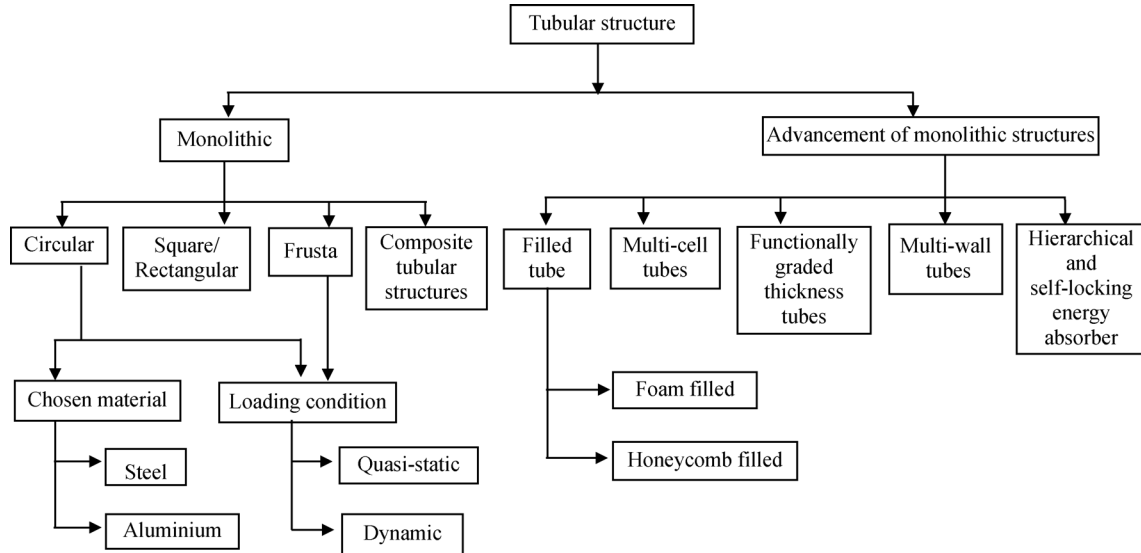 Tubular structure
Monolithic
Advancement of monolithic structures
Circular
Square/
Rectangular
Frusta
Composite
tubular
structures
Filled
tube
Multi-cell
tubes
Functionally
graded
thickness
tubes
Multi-wall
tubes
Hierarchical
and
self-locking
energy
absorber
Chosen material
Loading condition
Foam filled
Steel
Quasi-static
Honeycomb filled
Aluminium
Dynamic